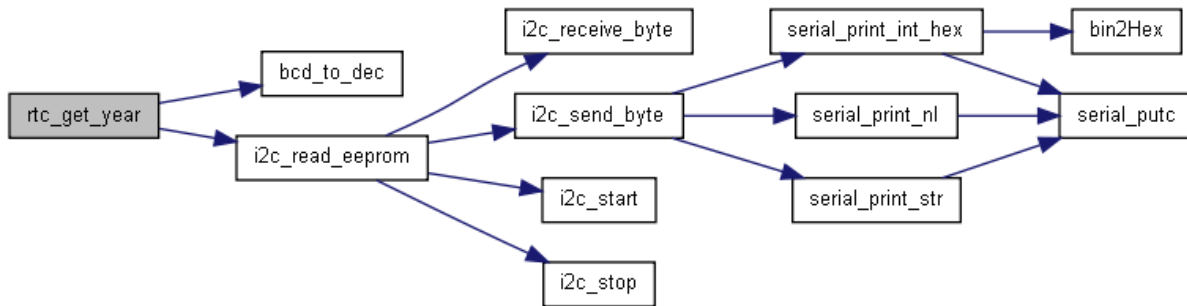 rtc_get_year
bcd_to_dec
i2c_read_eeprom
i2c_receive_byte
i2c_send_byte
i2c_start
i2c_stop
serial_print_int_hex
serial_print_nl
serial_print_str
bin2Hex
serial_putc